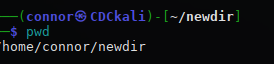 ──(connor㉿CDCkali)-[~/newdir]
─$ pwd
/home/connor/newdir